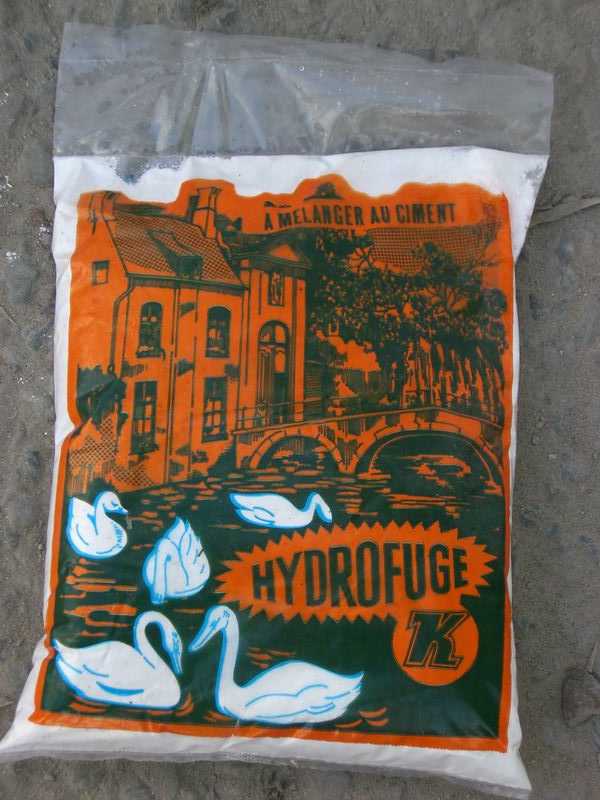 A MELANGER AU CIMENT
HYDROFUGE
K